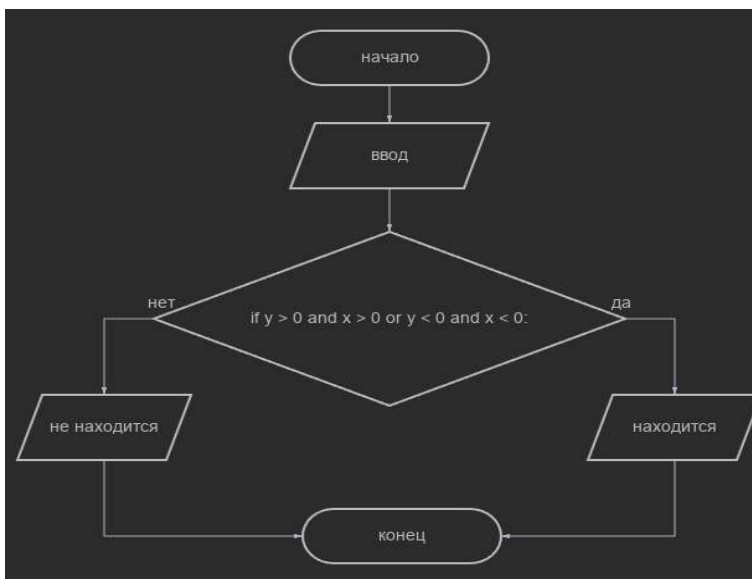 начало
ввод
нет
да
if y > 0 and x > 0 or y < 0 and x < 0:
не находится
находится
конец